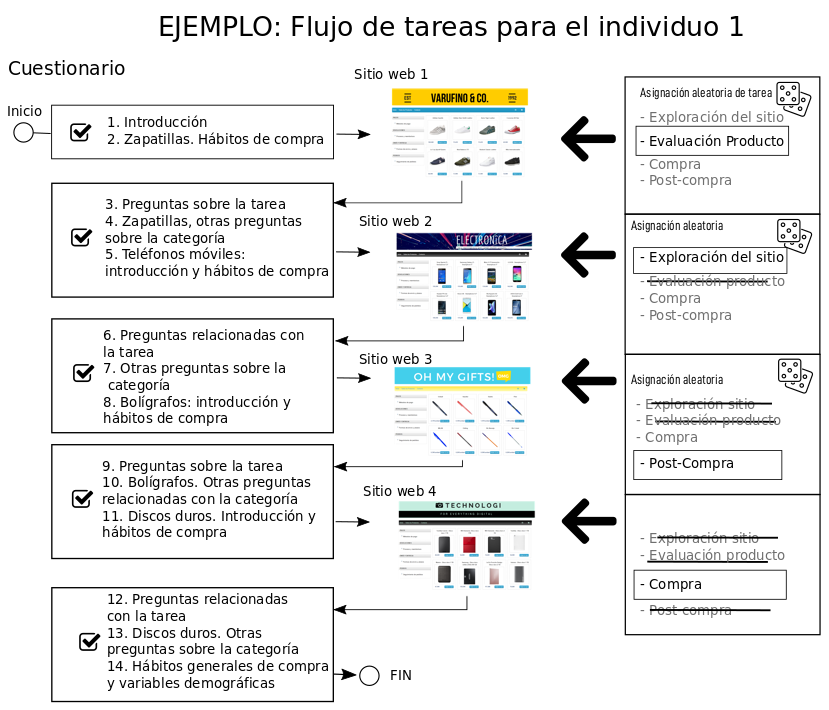 EJEMPLO: Flujo de tareas para el individuo 1
Cuestionario
Inicio
1. Introducción
2. Zapatillas. Hábitos de compra.
Sitio web 1
VARUFINO & CO.
Asignación aleatoria de tarea
- Exploración del sitio
- Evaluación Producto
- Compra
- Post-compra
3. Preguntas sobre la tarea
4. Zapatillas, otras preguntas
sobre la categoría
5. Teléfonos móviles:
introducción y hábitos de compra
Sitio web 2
ELECTRONICA
Asignación aleatoria
- Exploración del sitio
- Evaluación producto
- Compra
- Post-compra
6. Preguntas relacionadas con
la tarea
7. Otras preguntas sobre la
categoría
8. Bolígrafos: introducción y
hábitos de compra
Sitio web 3
OH MY GIFTS!
Asignación aleatoria
- Exploración sitio
- Evaluación producto
- Compra
- Post-Compra
9. Preguntas sobre la tarea
10. Bolígrafos. Otras preguntas
relacionadas con la categoría
11. Discos duros. Introducción y
hábitos de compra
Sitio web 4
TECHNOLOGI
FOR EVERYTHING DIGITAL
- Exploración sitio
- Evaluación producto
- Compra
- Post-compra
12. Preguntas relacionadas
con la tarea
13. Discos duros. Otras
preguntas sobre la categoría
14. Hábitos generales de compra
y variables demográficas
FIN